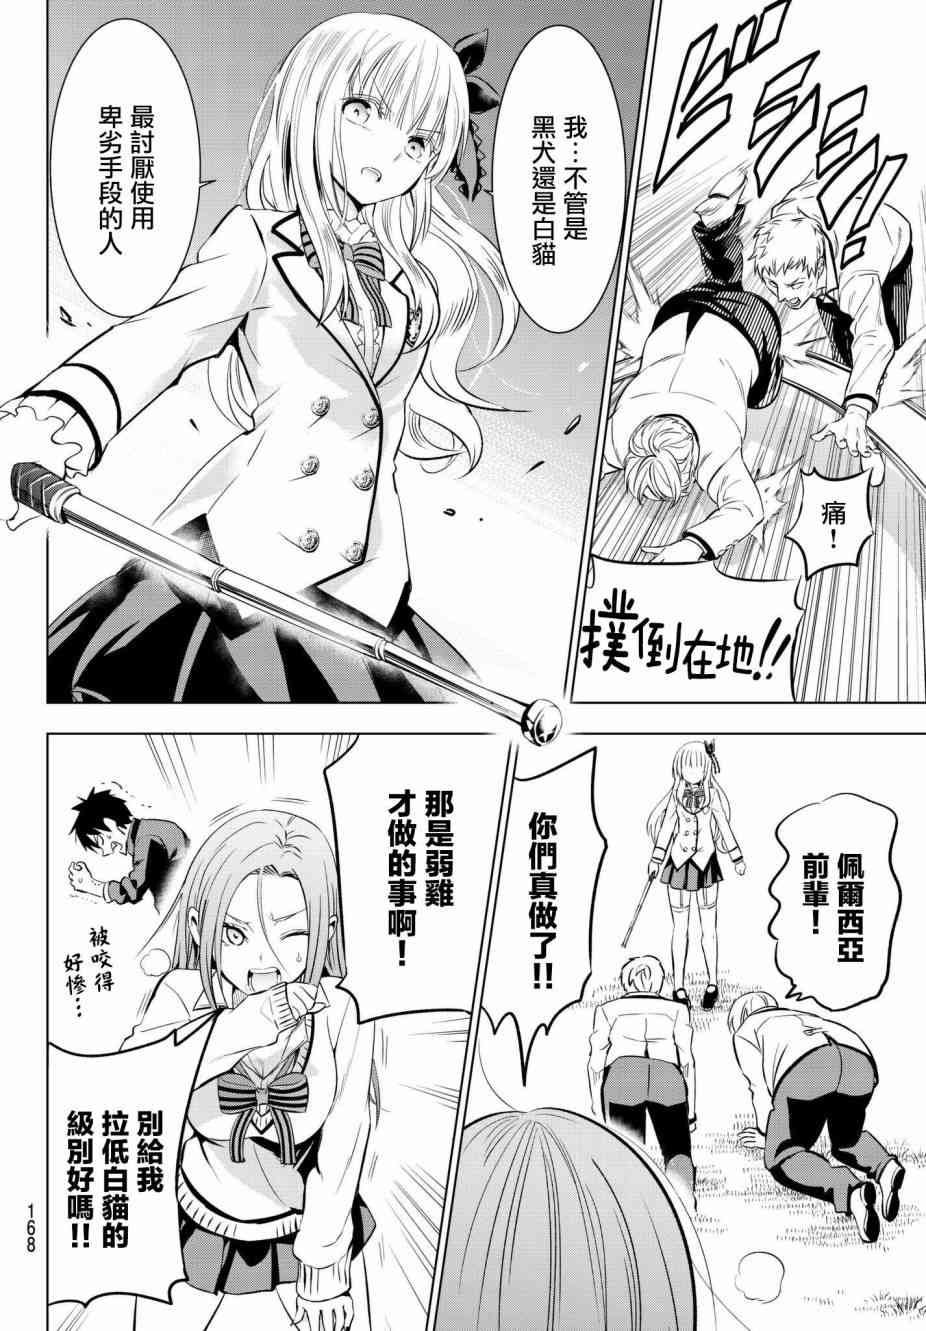 痛！
撲倒在地!!
我…不管是
黑犬還是白貓
最討厭使用
卑劣手段的人
佩爾西亞
前輩！
你們真做了!!
那是弱雞
才做的事啊！
被咬得
好慘…
別給我
拉低白貓的
級別好嗎!!
168